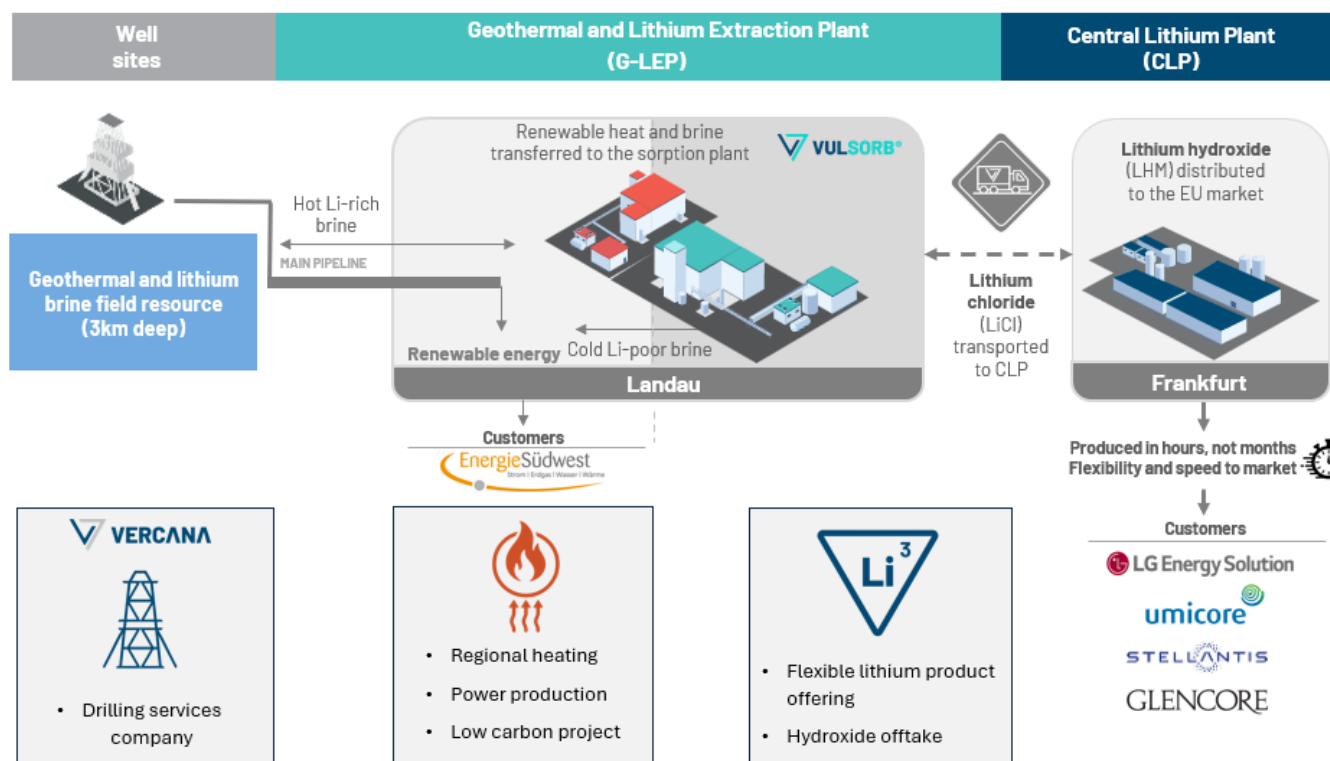 Well
sites
Geothermal and Lithium Extraction Plant
(G-LEP)
Central Lithium Plant
(CLP)
Renewable heat and brine
transferred to the sorption plant
VULSORB®
Hot Li-rich
brine
MAIN PIPELINE
Geothermal and lithium
brine field resource
(3km deep)
Renewable energy
Cold Li-poor brine
Landau
Lithium
chloride
(LiCl)
transported
to CLP
Lithium hydroxide
(LHM) distributed
to the EU market
Frankfurt
Customers
EnergieSüdwest
Strom | Erdgas | Wasser | Wärme
Produced in hours, not months
Flexibility and speed to market
Customers
LG Energy Solution
umicore
STELLANTIS
GLENCORE
VERCANA
• Drilling services
company
• Regional heating
• Power production
• Low carbon project
Li 3
• Flexible lithium product
offering
• Hydroxide offtake